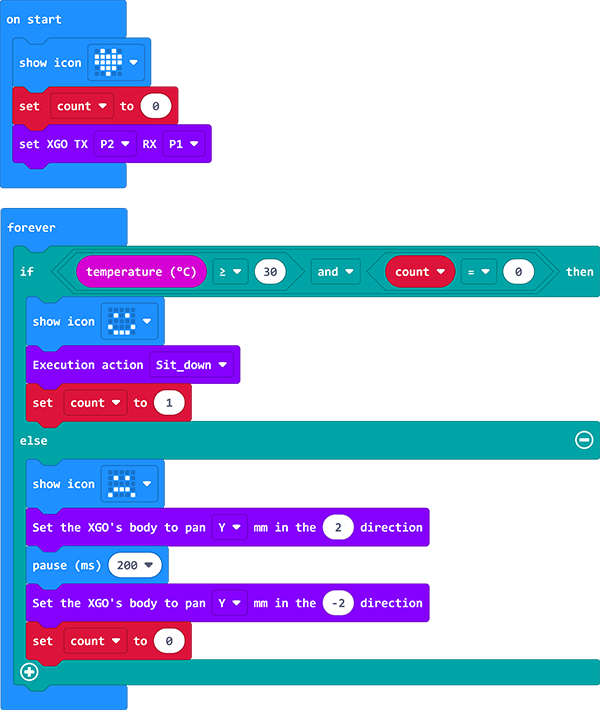 on start
show icon
set count to 0
set XGO TX P2 RX P1
forever
if temperature (°C) ≥ 30 and count = 0 then
show icon
Execution action Sit_down
set count to 1
else
show icon
Set the XGO's body to pan Y mm in the 2 direction
pause (ms) 200
Set the XGO's body to pan Y mm in the -2 direction
set count to 0